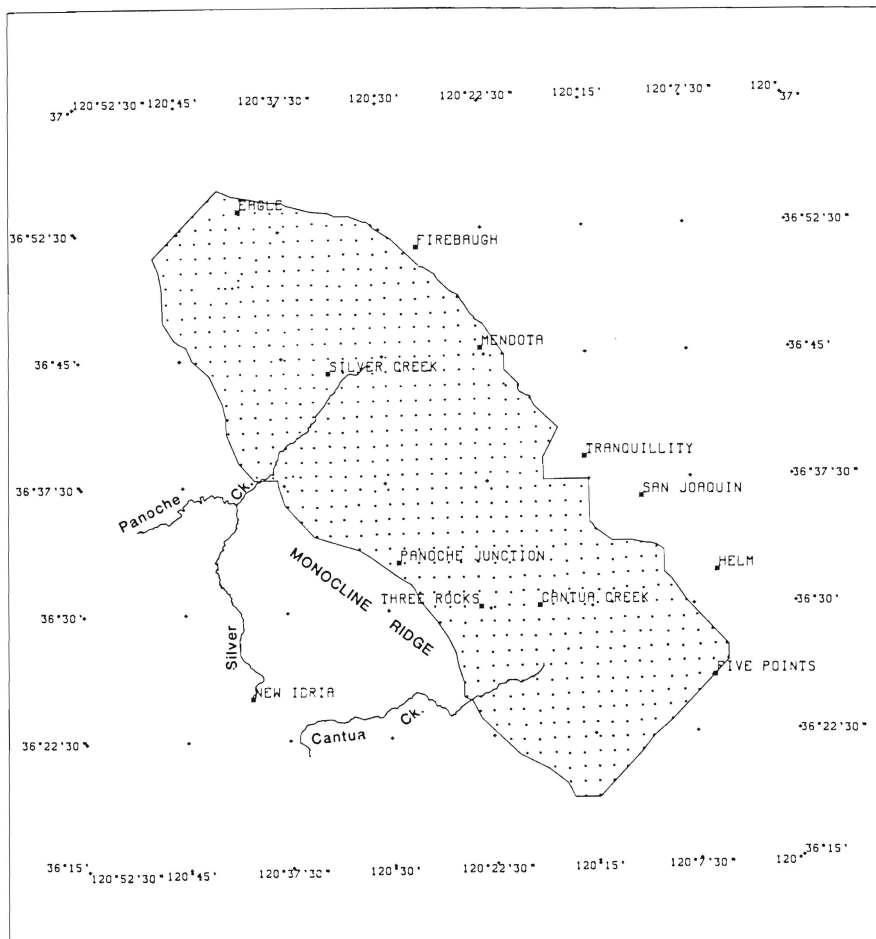 120°52'30" 120°45' 120°37'30" 120°30' 120°22'30" 120°15' 120°7'30" 120°
37° 37°
EAGLE
36°52'30" 36°52'30"
FIREBAUGH
MENDOTA
36°45' 36°45'
SILVER CREEK
TRANQUILLITY
36°37'30" 36°37'30"
SAN JOAQUIN
Panoche Ck.
MONOCLINE RIDGE
PANOCHE JUNCTION
HELM
THREE ROCKS
CANTUA CREEK
36°30' 36°30'
Silver
FIVE POINTS
NEW IDRIA
Cantua Ck.
36°22'30" 36°22'30"
36°15' 36°15'
120°52'30" 120°45' 120°37'30" 120°30' 120°22'30" 120°15' 120°7'30" 120°